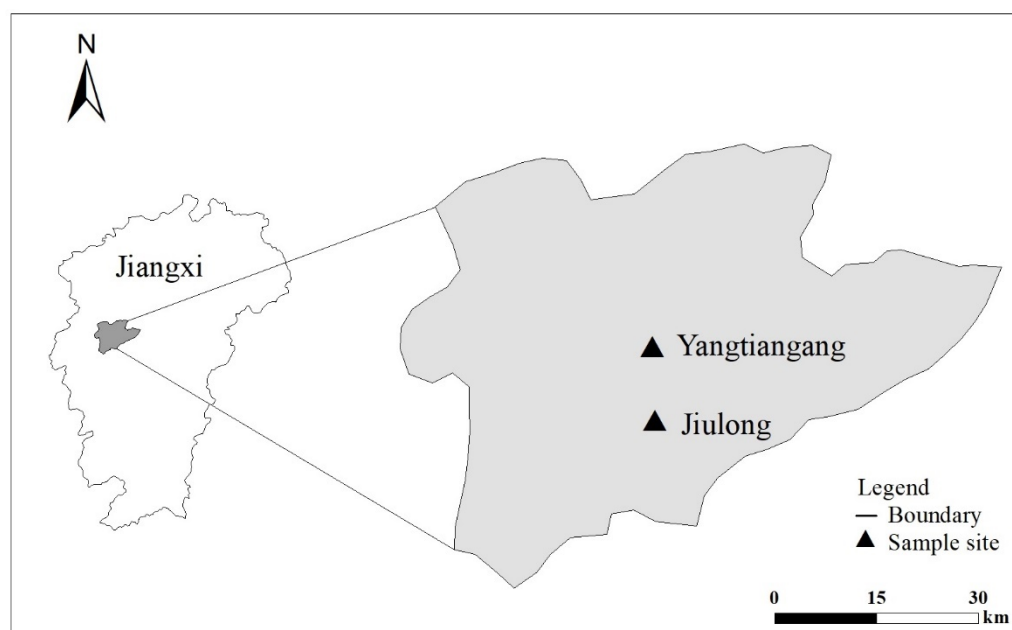 N
Jiangxi
Yangtiangang
Jiulong
Legend
Boundary
Sample site
0 15 30
km